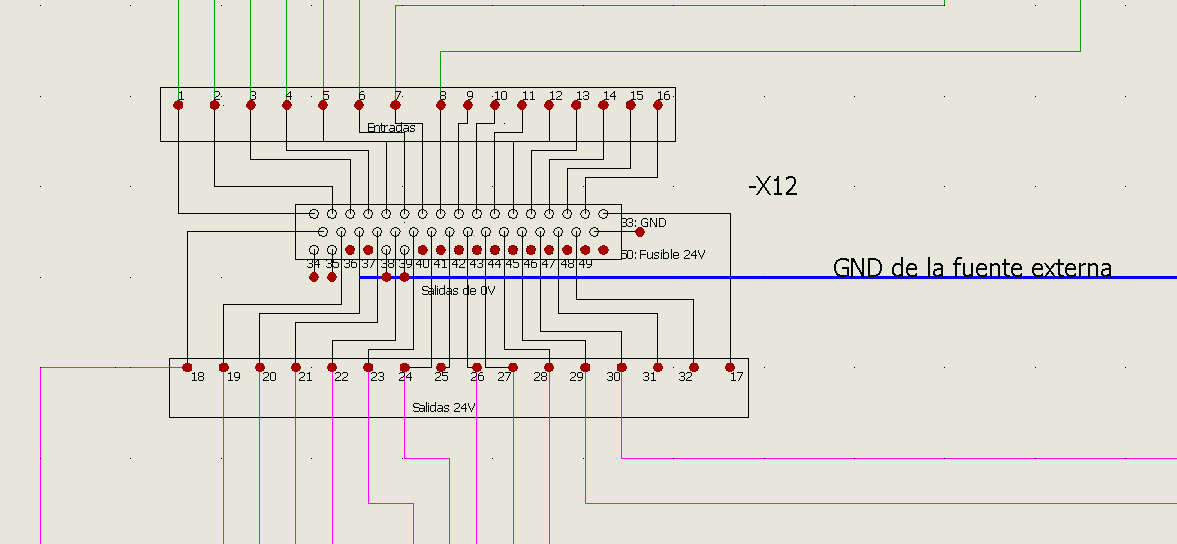 1 2 3 4 5 6 7 8 9 10 11 12 13 14 15 16
Entradas
-X12
33: GND
50: Fusible 24V
34 35 36 37 38 39 40 41 42 43 44 45 46 47 48 49
GND de la fuente externa
Salidas de 0V
18 19 20 21 22 23 24 25 26 27 28 29 30 31 32 17
Salidas 24V